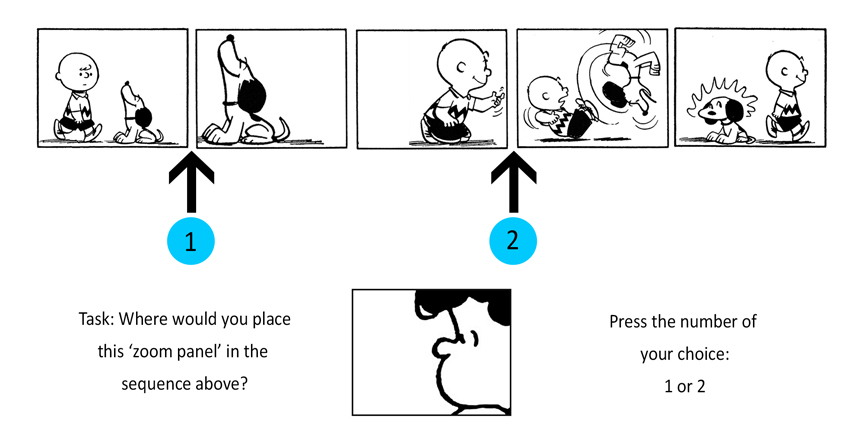 1
2
Task: Where would you place
this ‘zoom panel’ in the
sequence above?
Press the number of
your choice:
1 or 2